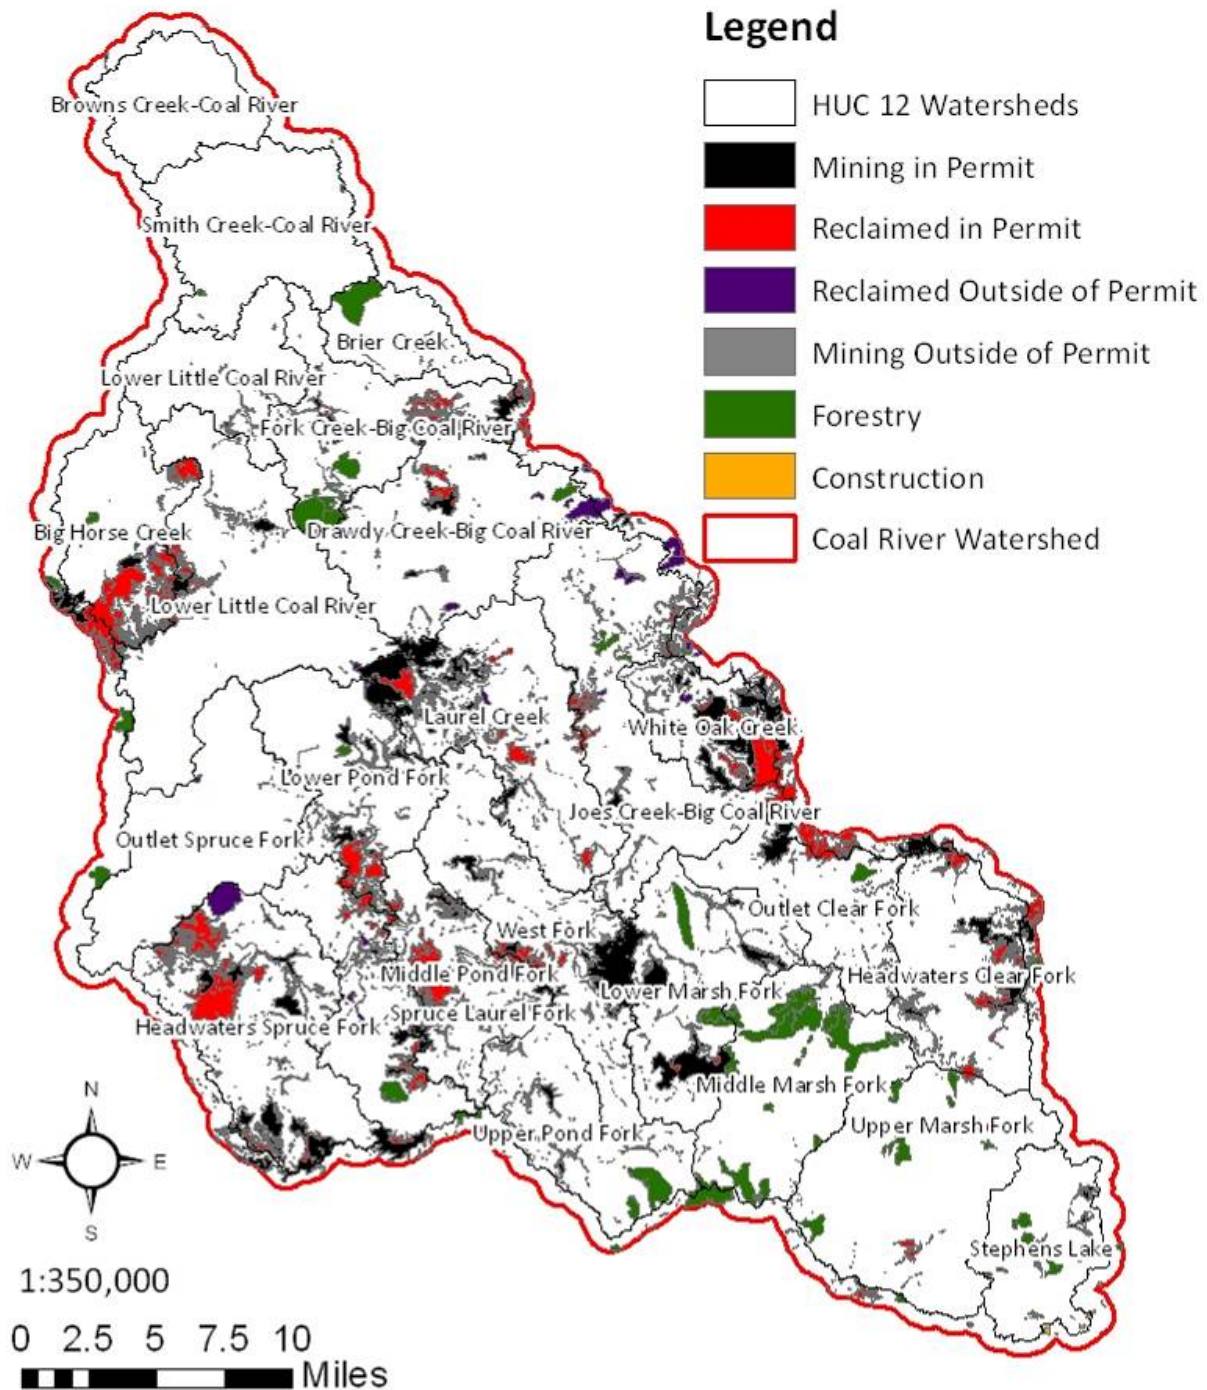 Legend
HUC 12 Watersheds
Mining in Permit
Reclaimed in Permit
Reclaimed Outside of Permit
Mining Outside of Permit
Forestry
Construction
Coal River Watershed
Browns Creek-Coal River
Smith Creek-Coal River
Brier Creek
Lower Little Coal River
Fork Creek-Big Coal River
Big Horse Creek
Drawdy Creek-Big Coal River
Lower Little Coal River
Laurel Creek
White Oak Creek
Lower Pond Fork
Joes Creek-Big Coal River
Outlet Spruce Fork
Outlet Clear Fork
West Fork
Middle Pond Fork
Headwaters Clear Fork
Lower Marsh Fork
Spruce Laurel Fork
Headwaters Spruce Fork
Middle Marsh Fork
Upper Marsh Fork
Upper Pond Fork
Stephens Lake
N
W E
S
1:350,000
0 2.5 5 7.5 10
Miles